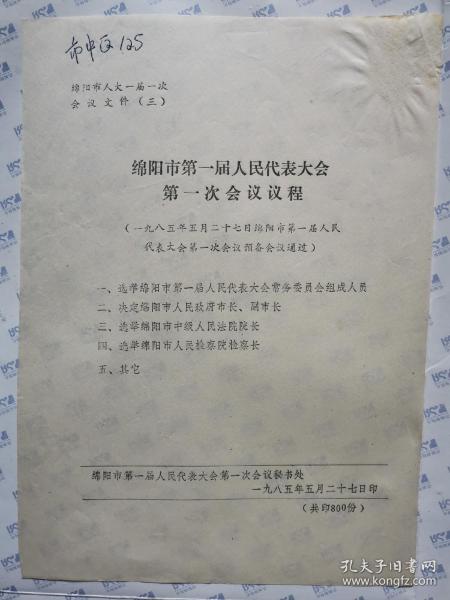 市中区125
绵阳市人大一届一次
会议文件(三)
绵阳市第一届人民代表大会
第一次会议议程
(一九八五年五月二十七日绵阳市第一届人民
代表大会第一次会议预备会议通过)
一、选举绵阳市第一届人民代表大会常务委员会组成人员
二、决定绵阳市人民政府市长、副市长
三、选举绵阳市中级人民法院院长
四、选举绵阳市人民检察院检察长
五、其它
绵阳市第一届人民代表大会第一次会议秘书处
一九八五年五月二十七日印
(共印800份)
孔夫子旧书网
www.kongfz.com